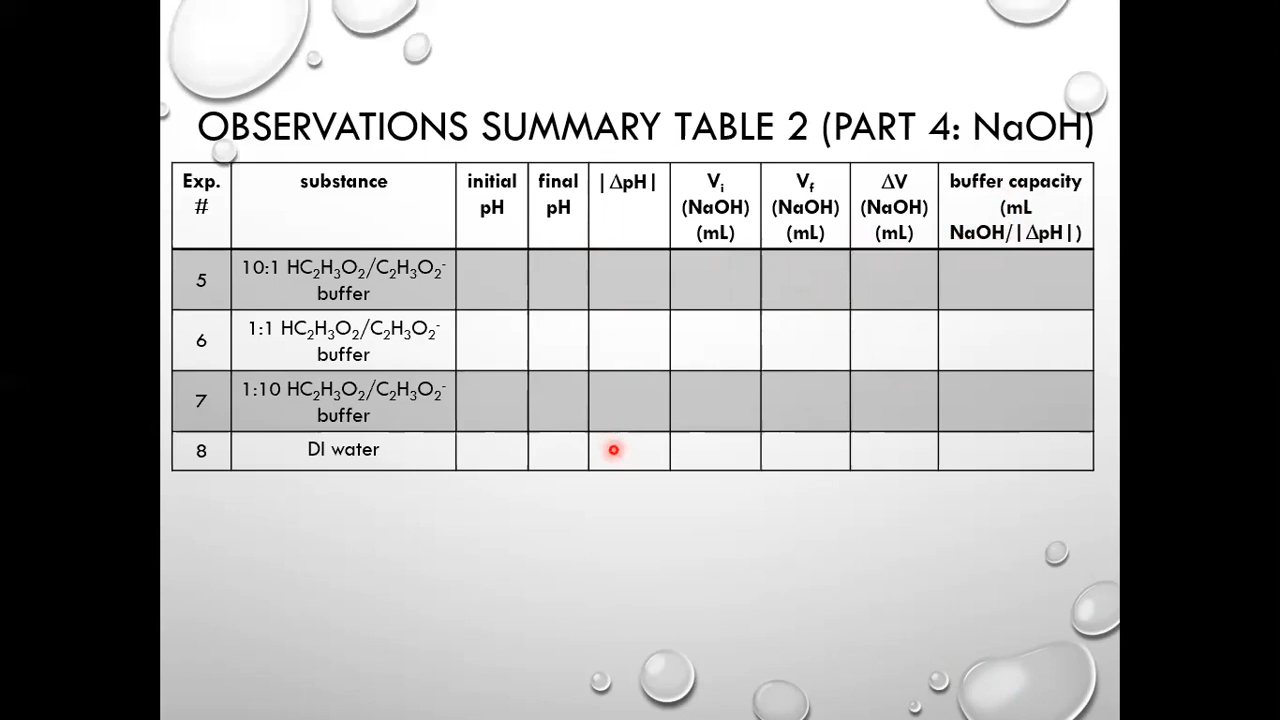 OBSERVATIONS SUMMARY TABLE 2 (PART 4: NaOH)
Exp. # substance initial pH final pH |ΔpH| Vᵢ (NaOH) (mL) V_f (NaOH) (mL) ΔV (NaOH) (mL) buffer capacity (mL NaOH/|ΔpH|)
5 10:1 HC₂H₃O₂/C₂H₃O₂⁻ buffer
6 1:1 HC₂H₃O₂/C₂H₃O₂⁻ buffer
7 1:10 HC₂H₃O₂/C₂H₃O₂⁻ buffer
8 DI water